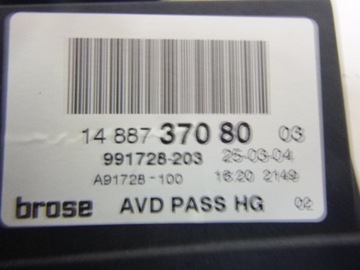 14 887 370 80 03
991728-203 25-03-04
A91728-100 16:20 2149
brose AVD PASS HG 02